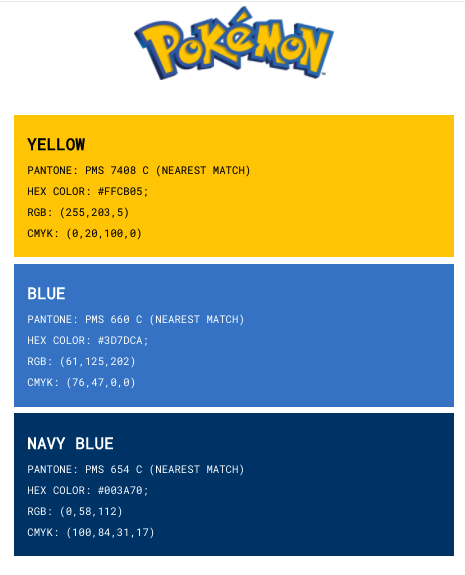 POKéMON
YELLOW
PANTONE: PMS 7408 C (NEAREST MATCH)
HEX COLOR: #FFCB05;
RGB: (255,203,5)
CMYK: (0,20,100,0)
BLUE
PANTONE: PMS 660 C (NEAREST MATCH)
HEX COLOR: #3D7DCA;
RGB: (61,125,202)
CMYK: (76,47,0,0)
NAVY BLUE
PANTONE: PMS 654 C (NEAREST MATCH)
HEX COLOR: #003A70;
RGB: (0,58,112)
CMYK: (100,84,31,17)